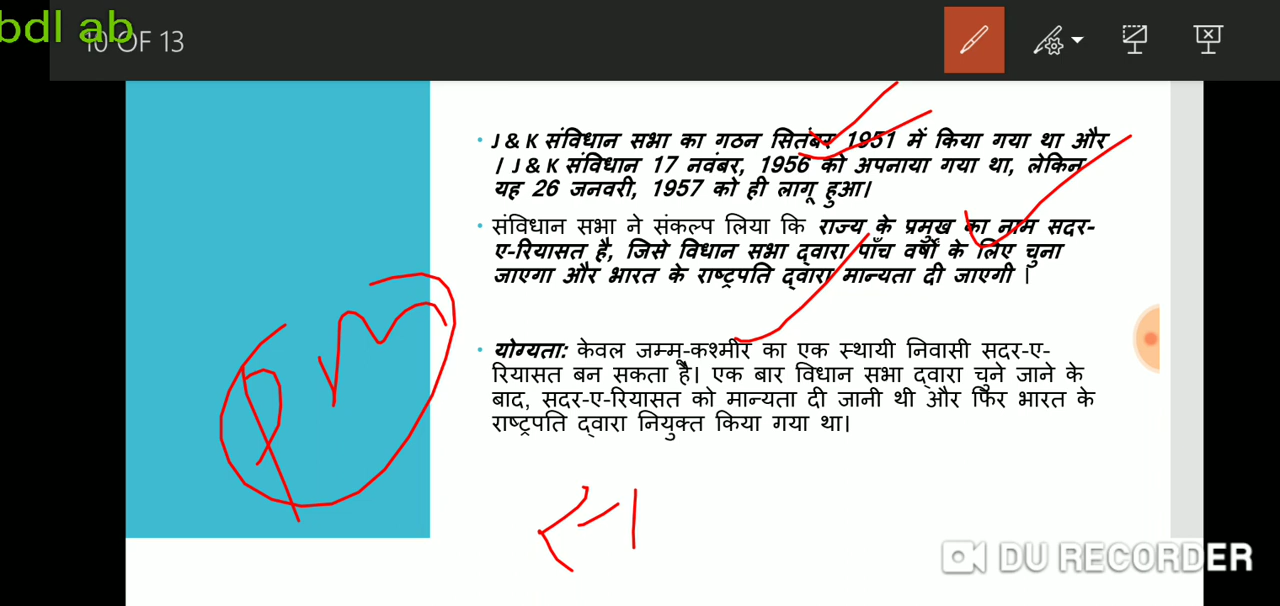 bdl ab
10 OF 13
• J & K संविधान सभा का गठन सितंबर 1951 में किया गया था और
। J & K संविधान 17 नवंबर, 1956 को अपनाया गया था, लेकिन
यह 26 जनवरी, 1957 को ही लागू हुआ।
• संविधान सभा ने संकल्प लिया कि राज्य के प्रमुख का नाम सदर-
ए-रियासत है, जिसे विधान सभा द्वारा पाँच वर्षों के लिए चुना
जाएगा और भारत के राष्ट्रपति द्वारा मान्यता दी जाएगी |
• योग्यता: केवल जम्मू-कश्मीर का एक स्थायी निवासी सदर-ए-
रियासत बन सकता है। एक बार विधान सभा द्वारा चुने जाने के
बाद, सदर-ए-रियासत को मान्यता दी जानी थी और फिर भारत के
राष्ट्रपति द्वारा नियुक्त किया गया था।
Pm
DU RECORDER